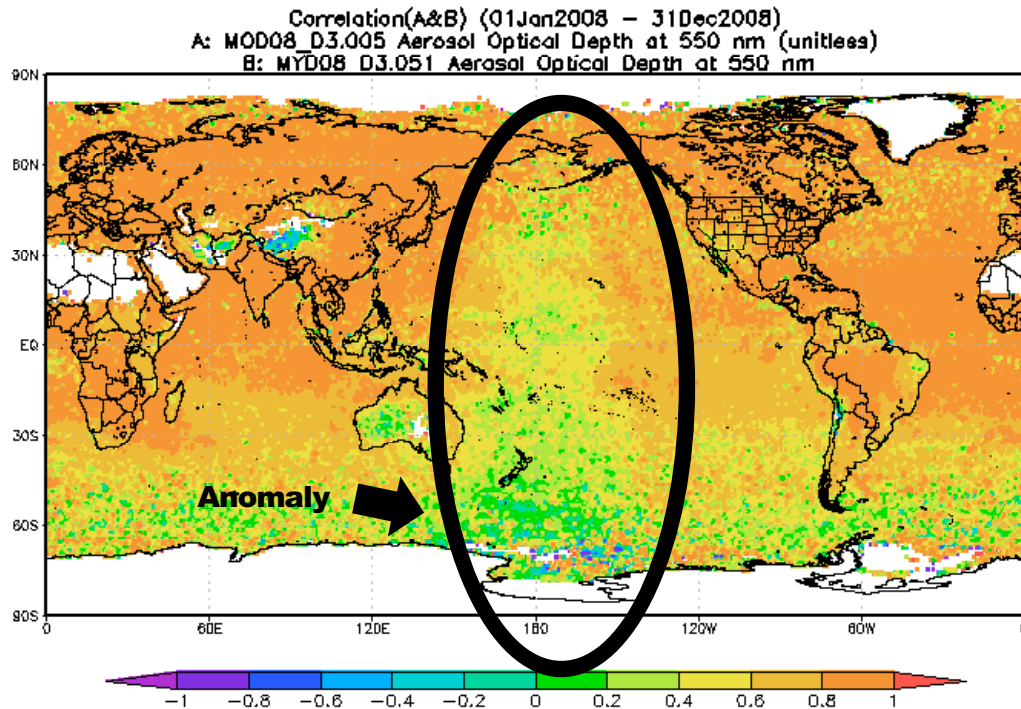 Correlation(A&B) (01Jan2008 - 31Dec2008)
A: MOD08_D3.005 Aerosol Optical Depth at 550 nm (unitless)
B: MYD08_D3.051 Aerosol Optical Depth at 550 nm
90N
60N
30N
EQ
30S
Anomaly
60S
90S
0 60E 120E 180 120W 60W 0
-1 -0.8 -0.6 -0.4 -0.2 0 0.2 0.4 0.6 0.8 1